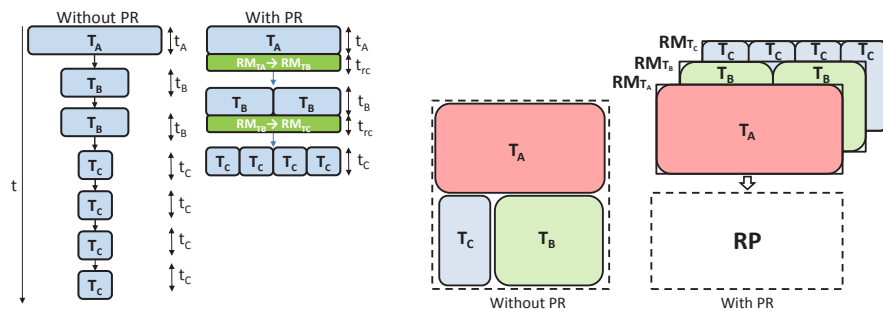 Without PR
With PR
T_A
t_A
T_A
t_A
RM_TA → RM_TB
t_rc
T_B
t_B
T_B
T_B
t_B
T_B
t_B
RM_TB → RM_TC
t_rc
T_C
t_C
T_C
T_C
T_C
T_C
t_C
t
T_C
t_C
T_C
t_C
T_C
t_C
T_A
T_C
T_B
Without PR
RM_TC
T_C
T_C
T_C
T_C
RM_TB
T_B
T_B
RM_TA
T_A
RP
With PR